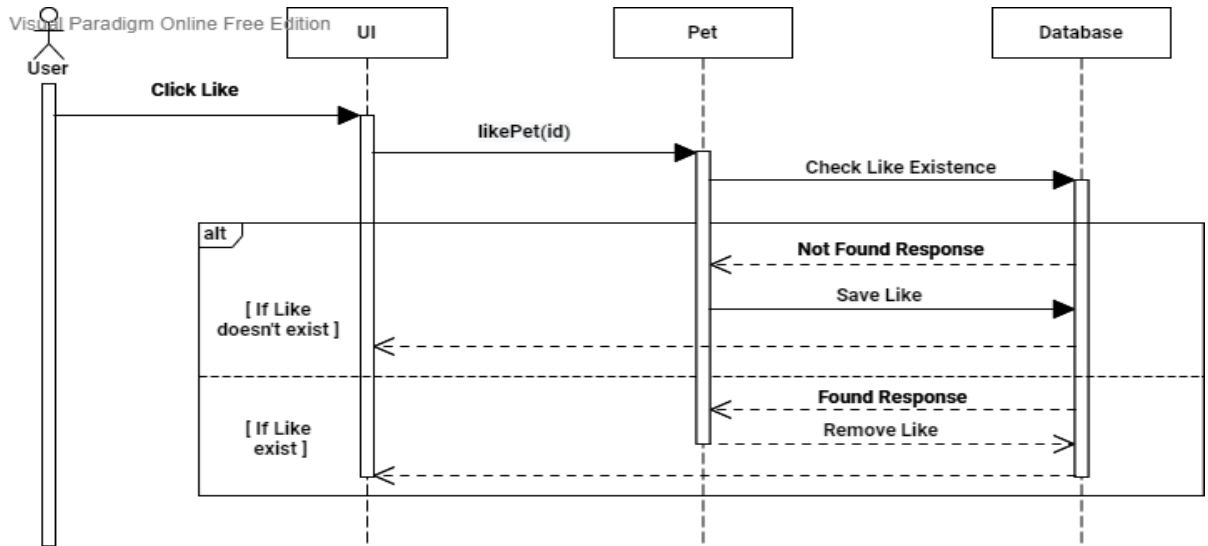 Visual Paradigm Online Free Edition
User
UI
Pet
Database
Click Like
likePet(id)
Check Like Existence
alt
Not Found Response
Save Like
[ If Like
doesn't exist ]
Found Response
Remove Like
[ If Like
exist ]